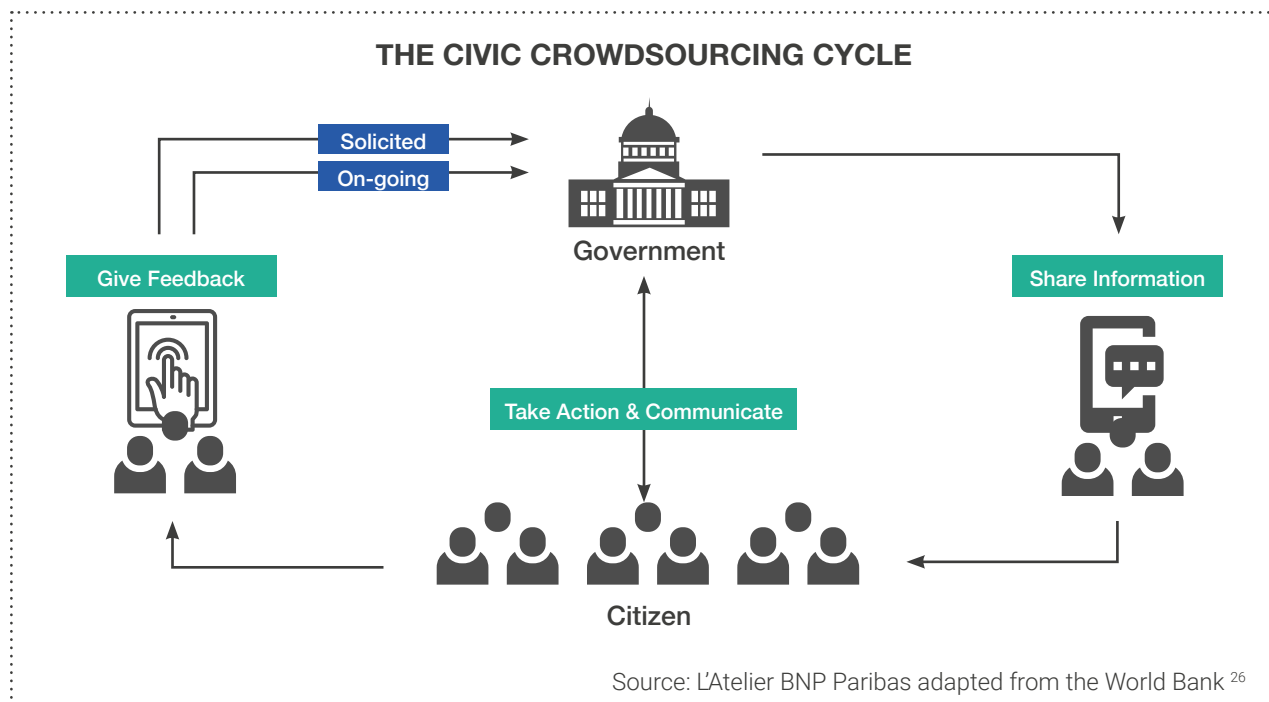 THE CIVIC CROWDSOURCING CYCLE
Solicited
On-going
Government
Give Feedback
Share Information
Take Action & Communicate
Citizen
Source: L’Atelier BNP Paribas adapted from the World Bank 26